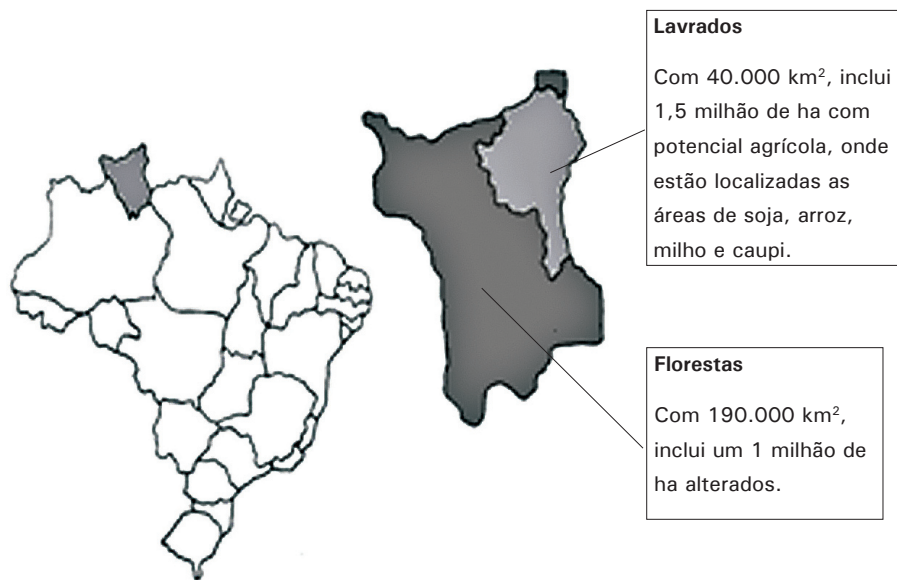 Lavrados
Com 40.000 km², inclui
1,5 milhão de ha com
potencial agrícola, onde
estão localizadas as
áreas de soja, arroz,
milho e caupi.
Florestas
Com 190.000 km²,
inclui um 1 milhão de
ha alterados.